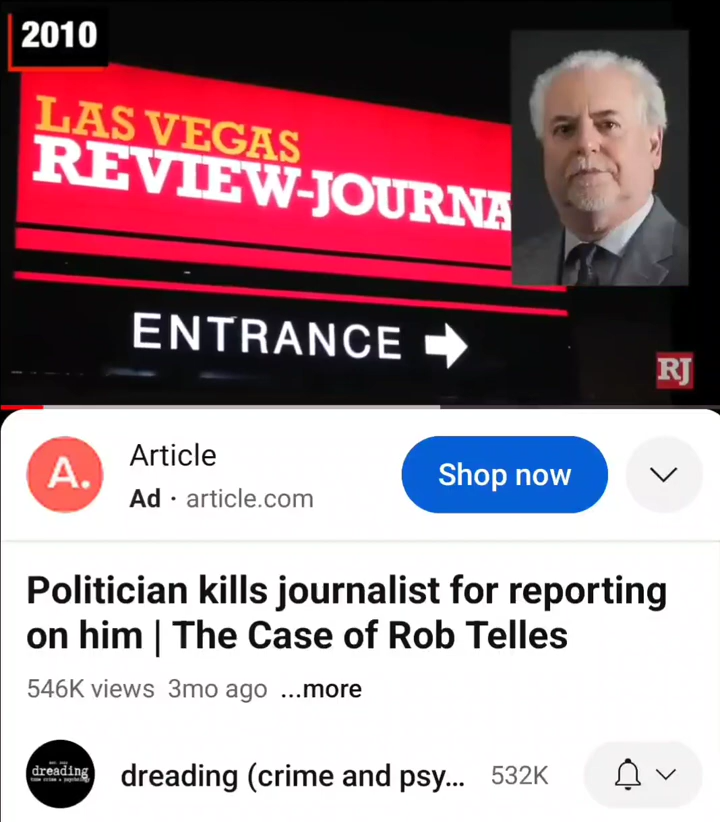 2010
LAS VEGAS
REVIEW-JOURNA
ENTRANCE
RJ
A.
Article
Ad · article.com
Shop now
Politician kills journalist for reporting
on him | The Case of Rob Telles
546K views 3mo ago ...more
dreading
dreading (crime and psy... 532K